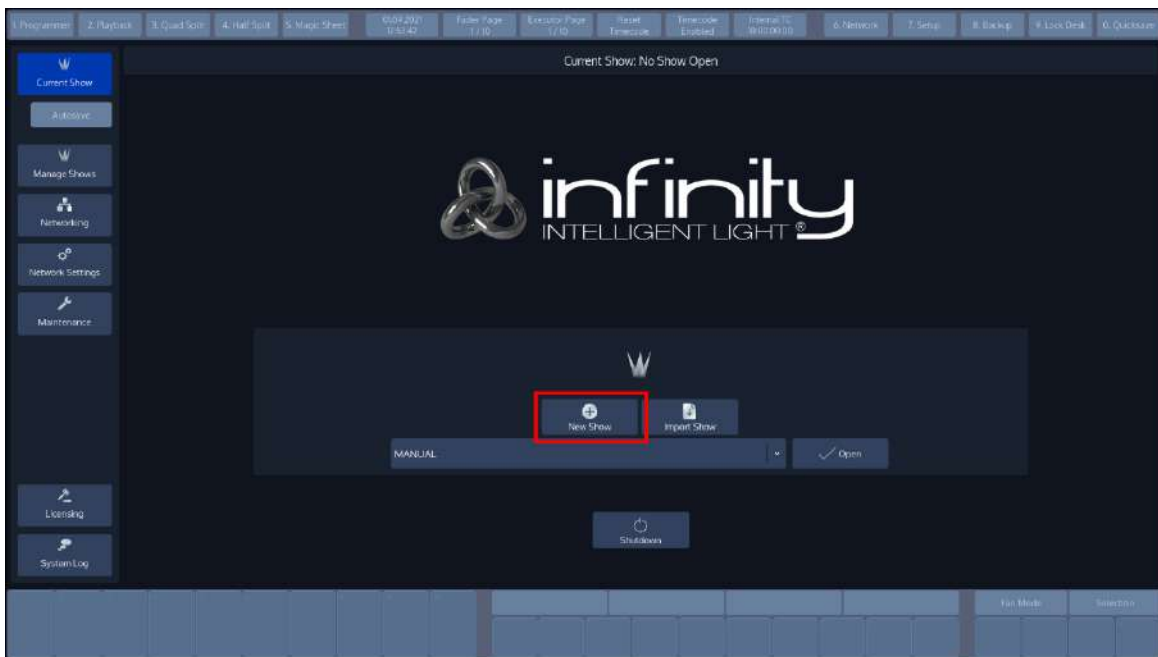 1. Programmer
2. Playback
3. Quad Split
4. Half Split
5. Magic Sheet
Fader Page
1 / 10
Executor Page
1 / 10
Reset
Timecode
Timecode
Enabled
Internal TC
6. Network
7. Setup
8. Backup
9. Lock Desk
0. Quicksave
Current Show
Autosave
Manage Shows
Networking
Network Settings
Maintenance
Licensing
System Log
Current Show: No Show Open
infinity
INTELLIGENT LIGHT ®
New Show
Import Show
MANUAL
Open
Shutdown
Fan Mode
Selection